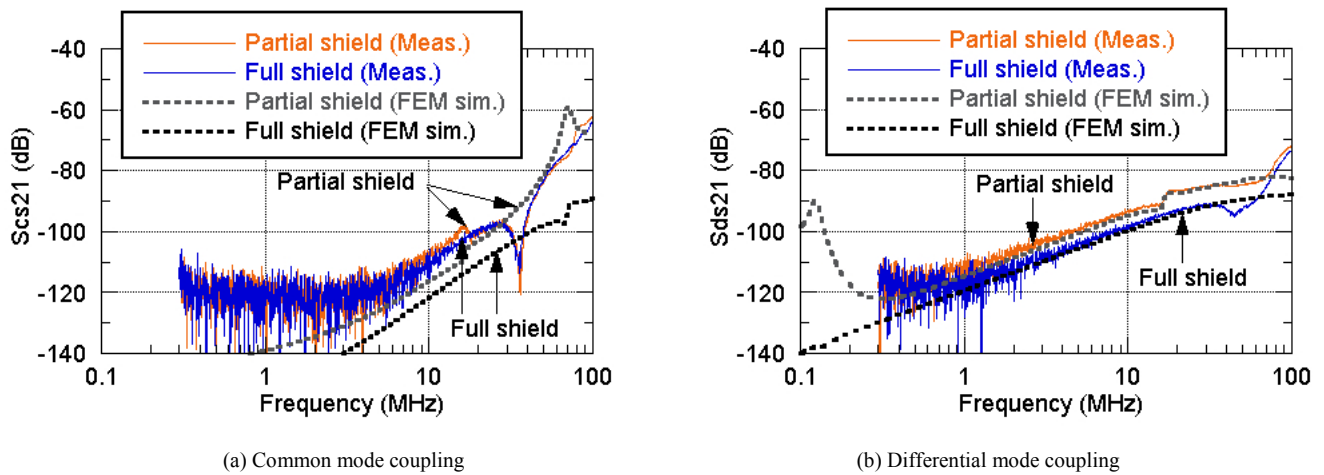 Partial shield (Meas.)
Full shield (Meas.)
Partial shield (FEM sim.)
Full shield (FEM sim.)
-40
-60
-80
-100
-120
-140
Scs21 (dB)
Partial shield
Full shield
0.1 1 10 100
Frequency (MHz)
(a) Common mode coupling
Partial shield (Meas.)
Full shield (Meas.)
Partial shield (FEM sim.)
Full shield (FEM sim.)
-40
-60
-80
-100
-120
-140
Sds21 (dB)
Partial shield
Full shield
0.1 1 10 100
Frequency (MHz)
(b) Differential mode coupling